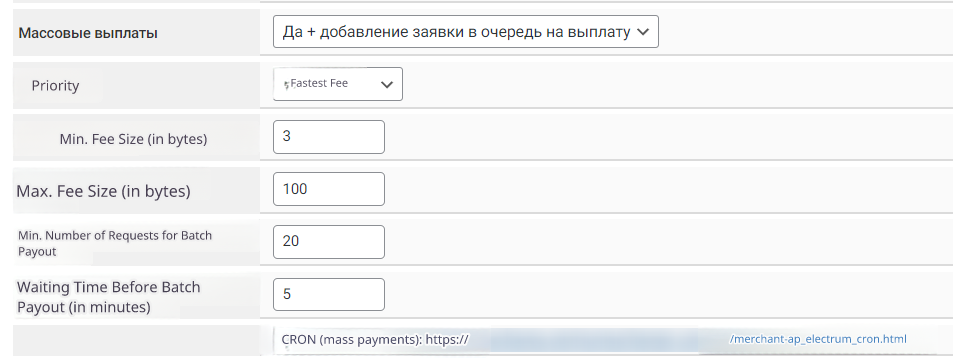 Массовые выплаты
Да + добавление заявки в очередь на выплату
Priority
Fastest Fee
Min. Fee Size (in bytes)
3
Max. Fee Size (in bytes)
100
Min. Number of Requests for Batch
Payout
20
Waiting Time Before Batch
Payout (in minutes)
5
CRON (mass payments): https:// /merchant-ap_electrum_cron.html